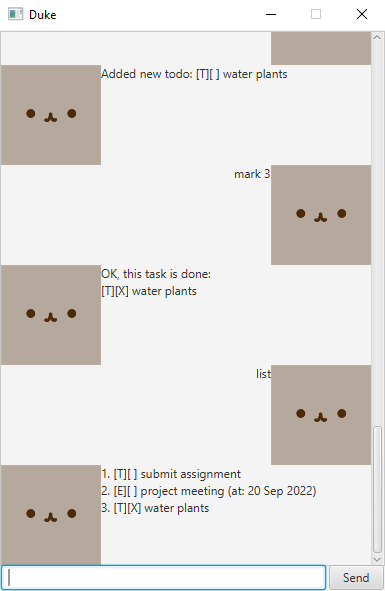 Duke
Added new todo: [T][ ] water plants
mark 3
OK, this task is done:
[T][X] water plants
list
1. [T][ ] submit assignment
2. [E][ ] project meeting (at: 20 Sep 2022)
3. [T][X] water plants
Send